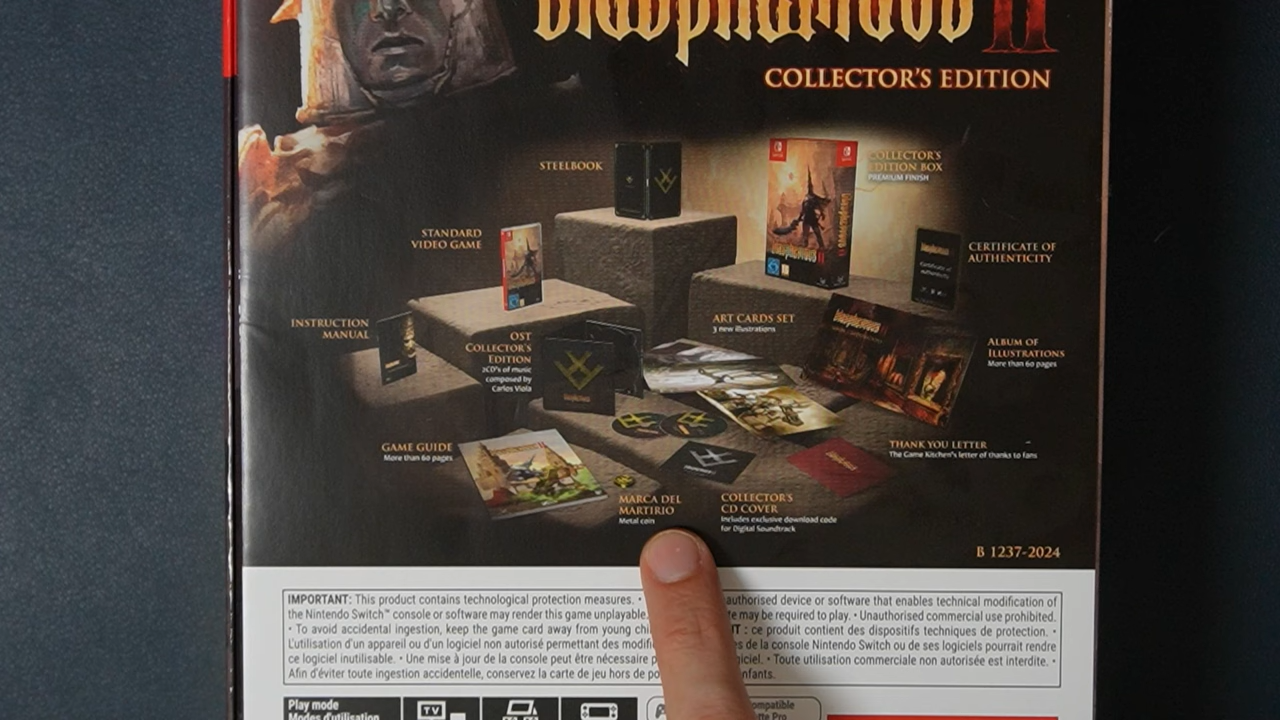 Blasphemous II
COLLECTOR'S EDITION
STEELBOOK
COLLECTOR'S
EDITION BOX
PREMIUM FINISH
STANDARD
VIDEO GAME
CERTIFICATE OF
AUTHENTICITY
INSTRUCTION
MANUAL
OST
COLLECTOR'S
EDITION
2CD's of music
composed by
Carlos Viola
ART CARDS SET
3 new illustrations
ALBUM OF
ILLUSTRATIONS
More than 60 pages
GAME GUIDE
More than 60 pages
MARCA DEL
MARTIRIO
Metal coin
COLLECTOR'S
CD COVER
Includes exclusive download code
for Digital Soundtrack
THANK YOU LETTER
The Game Kitchen's letter of thanks to fans
B 1237-2024
IMPORTANT: This product contains technological protection measures. • authorised device or software that enables technical modification of
the Nintendo Switch™ console or software may render this game unplayable. may be required to play. • Unauthorised commercial use prohibited.
• To avoid accidental ingestion, keep the game card away from young : ce produit contient des dispositifs techniques de protection. •
L'utilisation d'un appareil ou d'un logiciel non autorisé permettant des de la console Nintendo Switch ou de ses logiciels pourrait rendre
ce logiciel inutilisable. • Une mise à jour de la console peut être nécessaire • Toute utilisation commerciale non autorisée est interdite. •
Afin d'éviter toute ingestion accidentelle, conservez la carte de jeu hors de
Play mode
Modes d'utilisation
TV